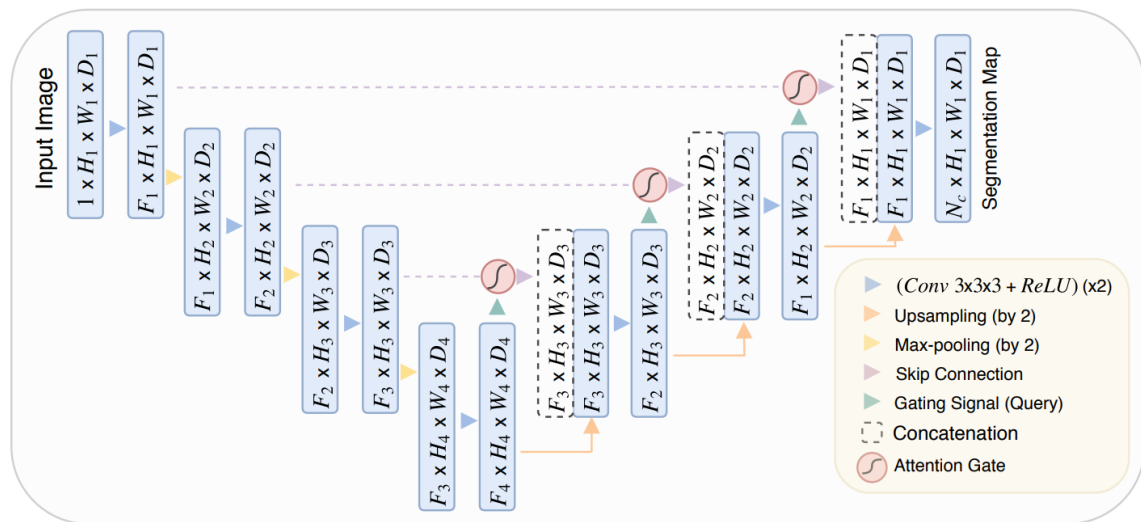 Input Image
1 x H₁ x W₁ x D₁
F₁ x H₁ x W₁ x D₁
F₁ x H₂ x W₂ x D₂
F₂ x H₂ x W₂ x D₂
F₂ x H₃ x W₃ x D₃
F₃ x H₃ x W₃ x D₃
F₃ x H₄ x W₄ x D₄
F₄ x H₄ x W₄ x D₄
F₃ x H₃ x W₃ x D₃
F₃ x H₃ x W₃ x D₃
F₂ x H₃ x W₃ x D₃
F₂ x H₂ x W₂ x D₂
F₂ x H₂ x W₂ x D₂
F₁ x H₂ x W₂ x D₂
F₁ x H₁ x W₁ x D₁
F₁ x H₁ x W₁ x D₁
N_c x H₁ x W₁ x D₁
Segmentation Map
(Conv 3x3x3 + ReLU) (x2)
Upsampling (by 2)
Max-pooling (by 2)
Skip Connection
Gating Signal (Query)
Concatenation
Attention Gate